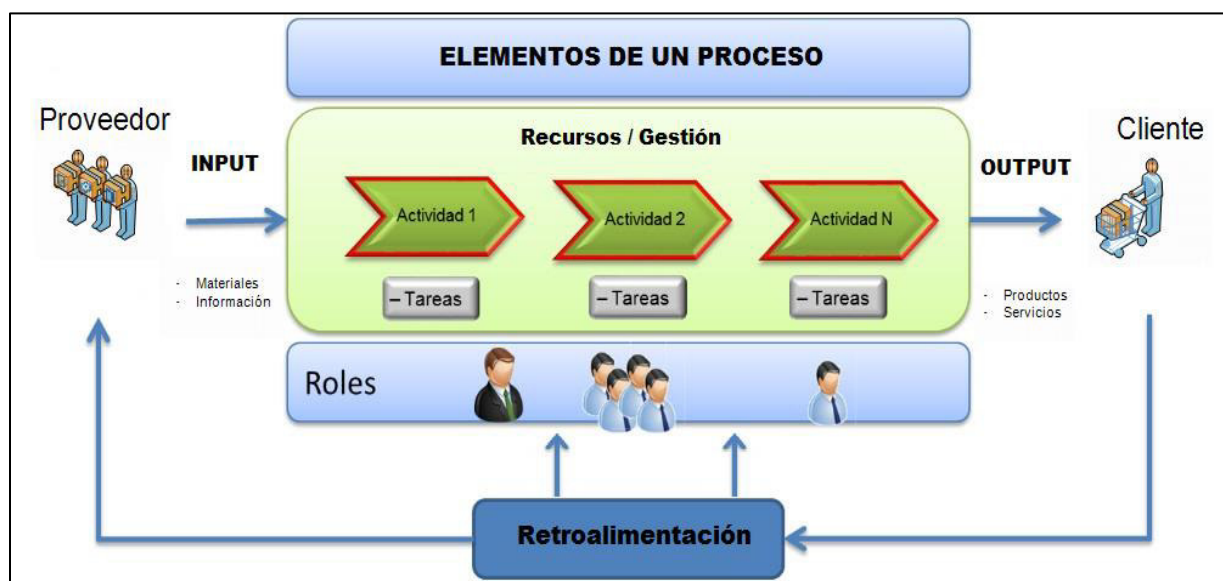 ELEMENTOS DE UN PROCESO
Proveedor
INPUT
- Materiales
- Información
Recursos / Gestión
Actividad 1
Actividad 2
Actividad N
– Tareas
– Tareas
– Tareas
OUTPUT
- Productos
- Servicios
Cliente
Roles
Retroalimentación